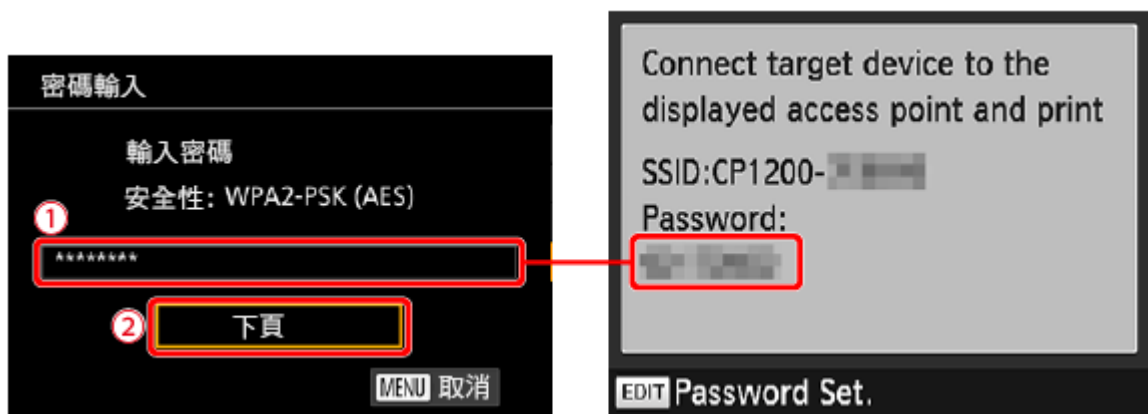 密碼輸入
輸入密碼
安全性: WPA2-PSK (AES)
①
********
②
下頁
MENU 取消
Connect target device to the
displayed access point and print
SSID:CP1200-
Password:
EDIT Password Set.